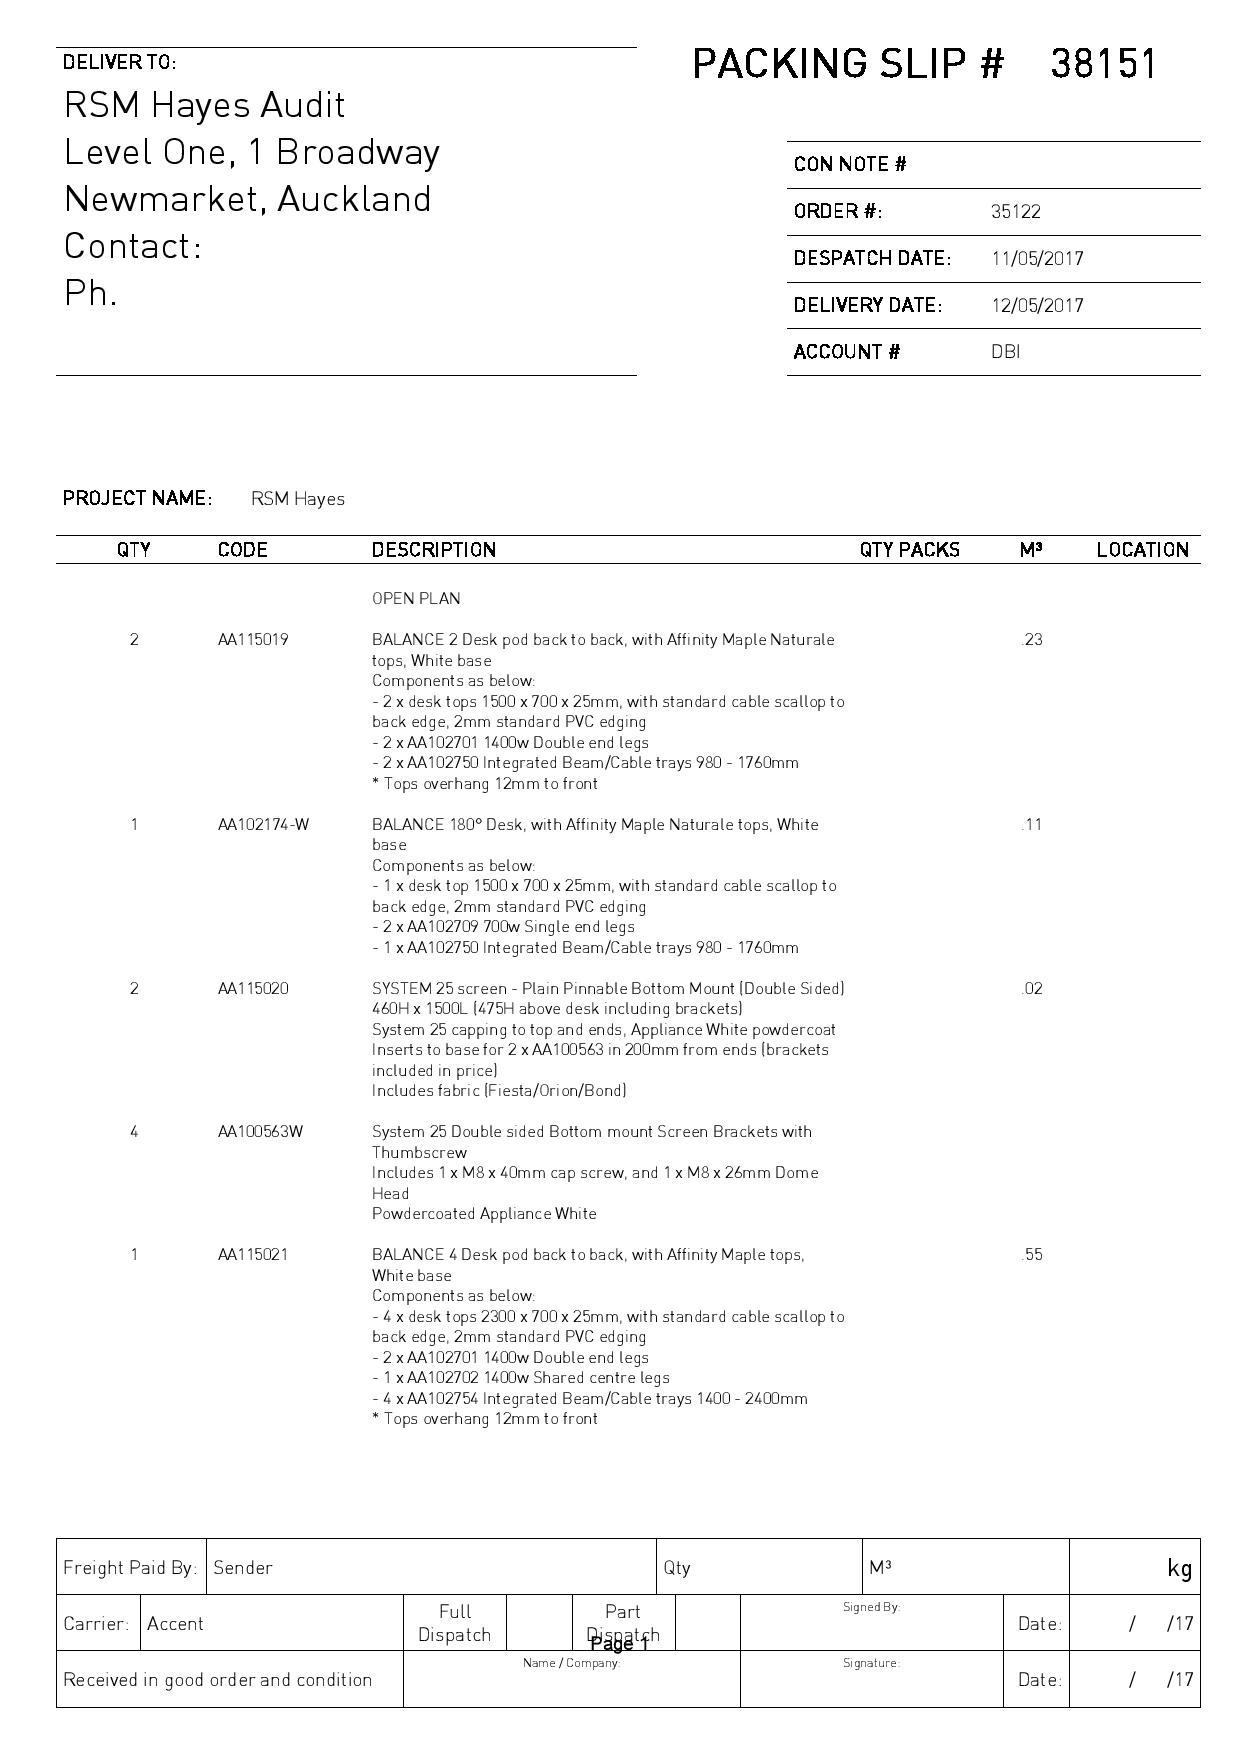 DELIVER TO:
PACKING SLIP # 38151
RSM Hayes Audit
Level One, 1 Broadway
Newmarket, Auckland
Contact:
Ph.
CON NOTE #
ORDER #: 35122
DESPATCH DATE: 11/05/2017
DELIVERY DATE: 12/05/2017
ACCOUNT # DBI
PROJECT NAME: RSM Hayes
QTY CODE DESCRIPTION QTY PACKS M³ LOCATION
OPEN PLAN
2 AA115019 BALANCE 2 Desk pod back to back, with Affinity Maple Naturale .23
tops, White base
Components as below:
- 2 x desk tops 1500 x 700 x 25mm, with standard cable scallop to
back edge, 2mm standard PVC edging
- 2 x AA102701 1400w Double end legs
- 2 x AA102750 Integrated Beam/Cable trays 980 - 1760mm
* Tops overhang 12mm to front
1 AA102174-W BALANCE 180° Desk, with Affinity Maple Naturale tops, White .11
base
Components as below:
- 1 x desk top 1500 x 700 x 25mm, with standard cable scallop to
back edge, 2mm standard PVC edging
- 2 x AA102709 700w Single end legs
- 1 x AA102750 Integrated Beam/Cable trays 980 - 1760mm
2 AA115020 SYSTEM 25 screen - Plain Pinnable Bottom Mount (Double Sided) .02
460H x 1500L (475H above desk including brackets)
System 25 capping to top and ends, Appliance White powdercoat
Inserts to base for 2 x AA100563 in 200mm from ends (brackets
included in price)
Includes fabric (Fiesta/Orion/Bond)
4 AA100563W System 25 Double sided Bottom mount Screen Brackets with
Thumbscrew
Includes 1 x M8 x 40mm cap screw, and 1 x M8 x 26mm Dome
Head
Powdercoated Appliance White
1 AA115021 BALANCE 4 Desk pod back to back, with Affinity Maple tops, .55
White base
Components as below:
- 4 x desk tops 2300 x 700 x 25mm, with standard cable scallop to
back edge, 2mm standard PVC edging
- 2 x AA102701 1400w Double end legs
- 1 x AA102702 1400w Shared centre legs
- 4 x AA102754 Integrated Beam/Cable trays 1400 - 2400mm
* Tops overhang 12mm to front
Freight Paid By: Sender Qty M³ kg
Carrier: Accent Full Dispatch Part Dispatch Signed By: Date: / /17
Page 1
Received in good order and condition Name / Company: Signature: Date: / /17